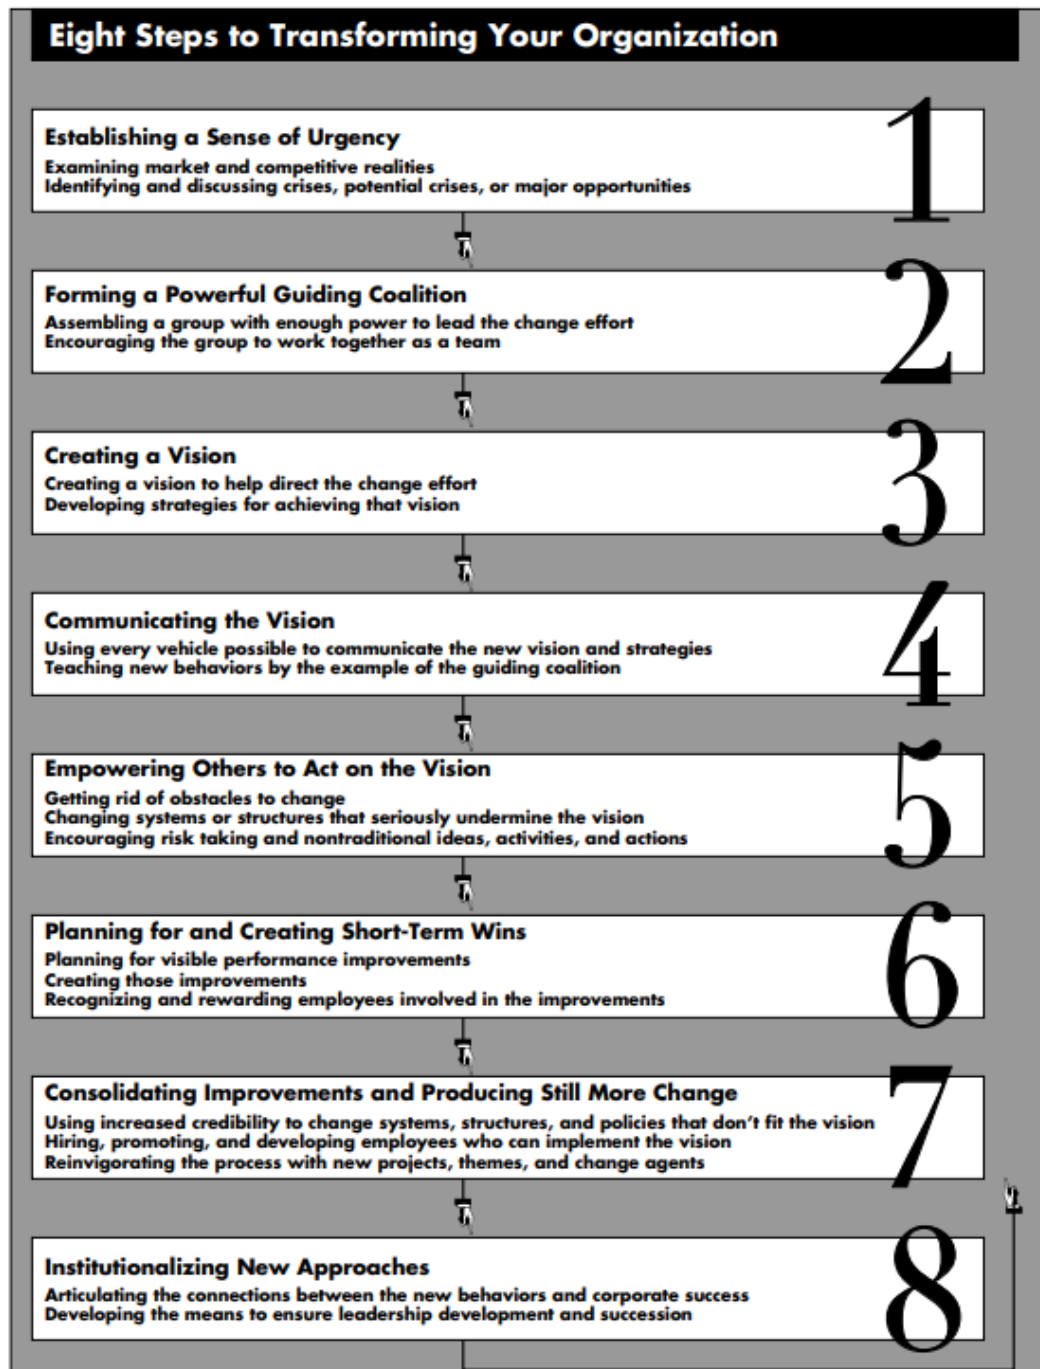 Eight Steps to Transforming Your Organization
1
Establishing a Sense of Urgency
Examining market and competitive realities
Identifying and discussing crises, potential crises, or major opportunities
2
Forming a Powerful Guiding Coalition
Assembling a group with enough power to lead the change effort
Encouraging the group to work together as a team
3
Creating a Vision
Creating a vision to help direct the change effort
Developing strategies for achieving that vision
4
Communicating the Vision
Using every vehicle possible to communicate the new vision and strategies
Teaching new behaviors by the example of the guiding coalition
5
Empowering Others to Act on the Vision
Getting rid of obstacles to change
Changing systems or structures that seriously undermine the vision
Encouraging risk taking and nontraditional ideas, activities, and actions
6
Planning for and Creating Short-Term Wins
Planning for visible performance improvements
Creating those improvements
Recognizing and rewarding employees involved in the improvements
7
Consolidating Improvements and Producing Still More Change
Using increased credibility to change systems, structures, and policies that don't fit the vision
Hiring, promoting, and developing employees who can implement the vision
Reinvigorating the process with new projects, themes, and change agents
8
Institutionalizing New Approaches
Articulating the connections between the new behaviors and corporate success
Developing the means to ensure leadership development and succession